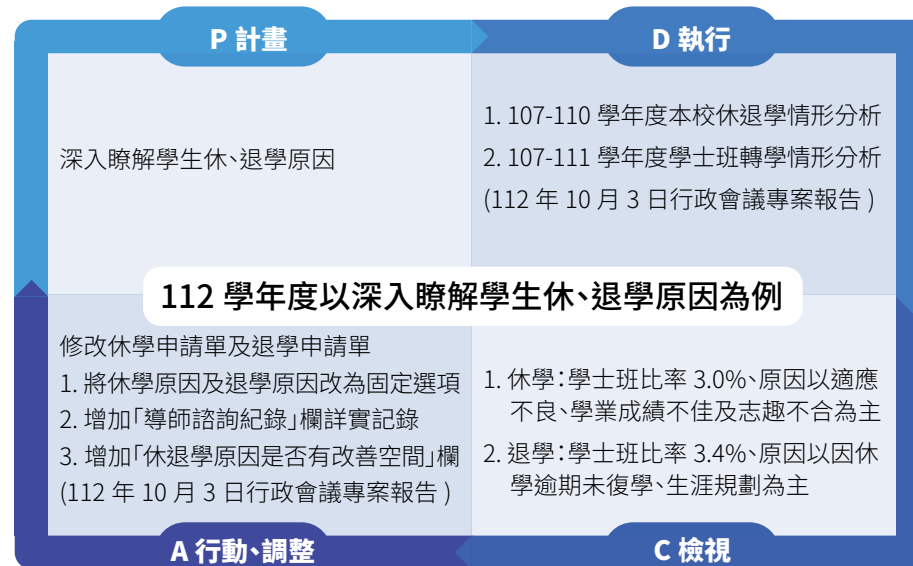 P 計畫
深入瞭解學生休、退學原因
D 執行
1. 107-110 學年度本校休退學情形分析
2. 107-111 學年度學士班轉學情形分析
(112 年 10 月 3 日行政會議專案報告 )
112 學年度以深入瞭解學生休、退學原因為例
修改休學申請單及退學申請單
1. 將休學原因及退學原因改為固定選項
2. 增加「導師諮詢紀錄」欄詳實記錄
3. 增加「休退學原因是否有改善空間」欄
(112 年 10 月 3 日行政會議專案報告 )
A 行動、調整
1. 休學：學士班比率 3.0%、原因以適應
不良、學業成績不佳及志趣不合為主
2. 退學：學士班比率 3.4%、原因以因休
學逾期未復學、生涯規劃為主
C 檢視